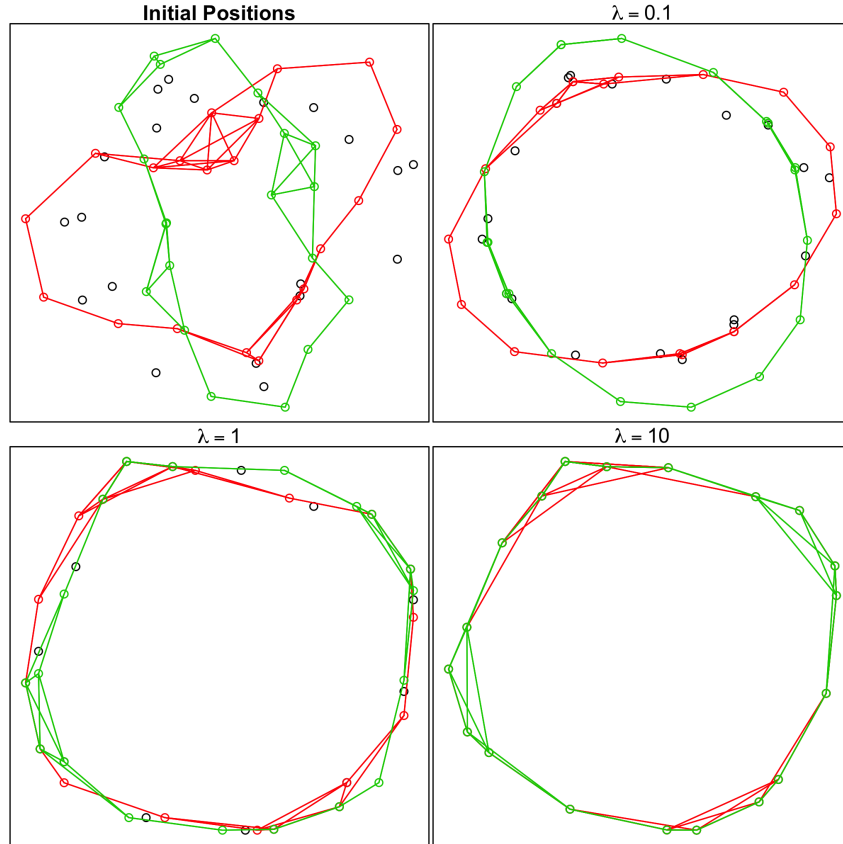 Initial Positions
λ = 0.1
λ = 1
λ = 10